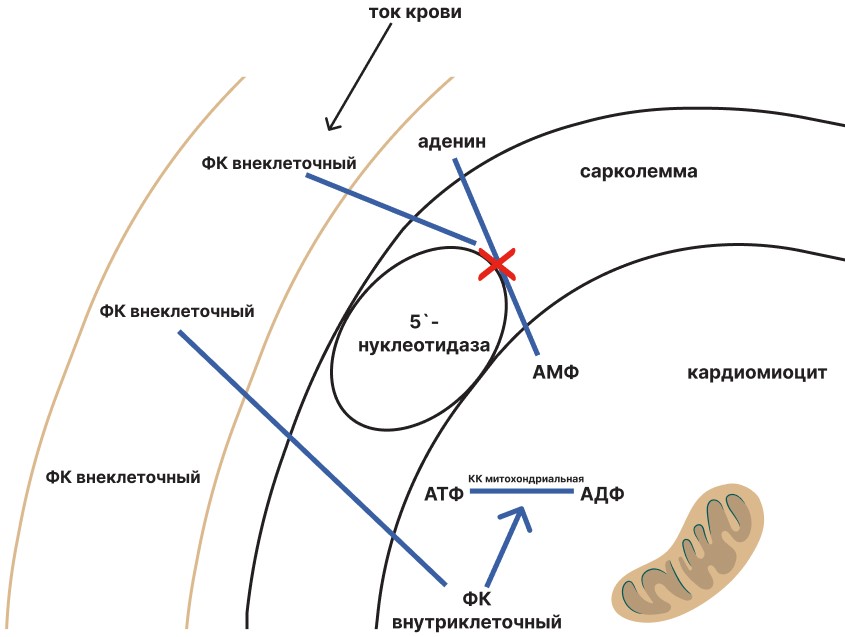 ток крови
аденин
ФК внеклеточный
сарколемма
ФК внеклеточный
5`-
нуклеотидаза
АМФ
кардиомиоцит
ФК внеклеточный
КК митохондриальная
АТФ
АДФ
ФК
внутриклеточный